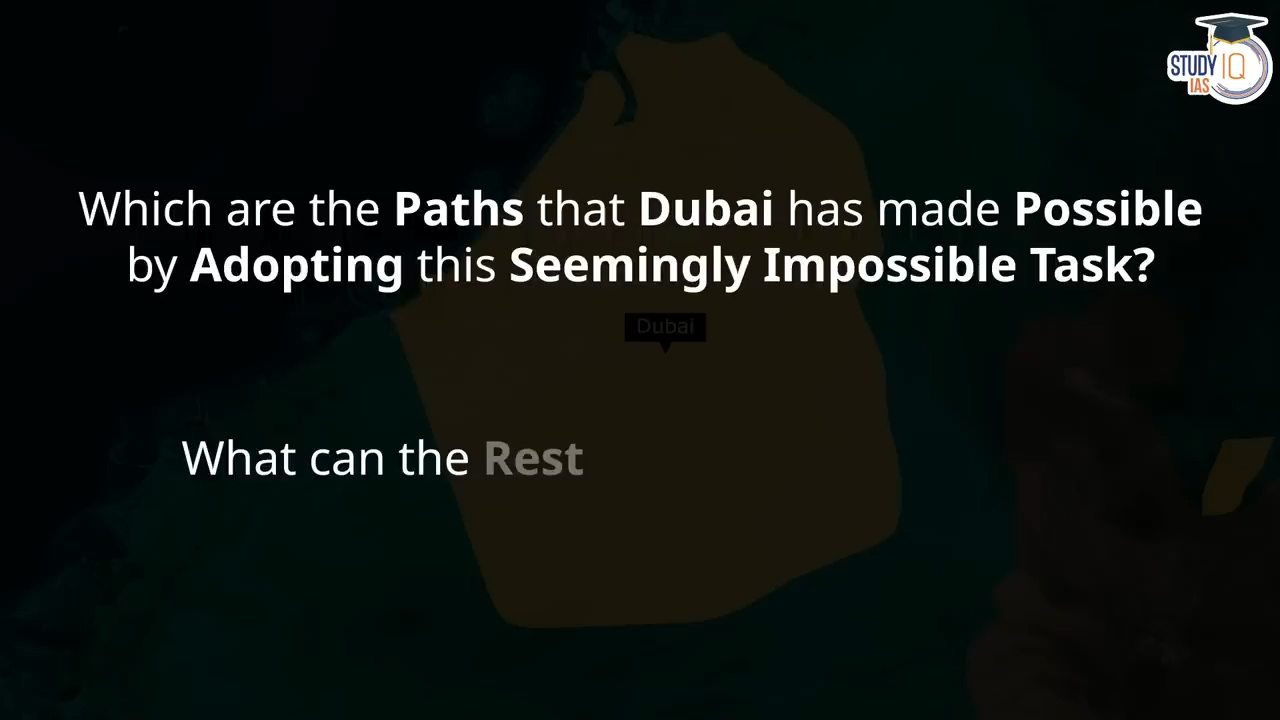 STUDY IQ
IAS
Which are the Paths that Dubai has made Possible
by Adopting this Seemingly Impossible Task?
Dubai
What can the Rest